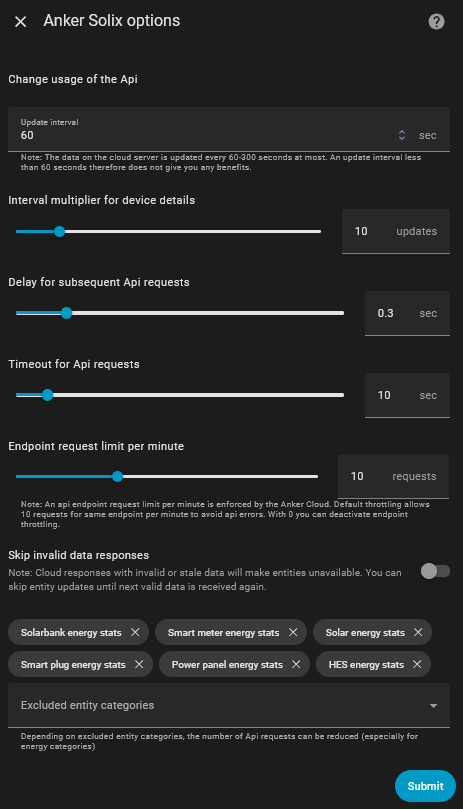 Anker Solix options
?
Change usage of the Api
Update interval
60
sec
Note: The data on the cloud server is updated every 60-300 seconds at most. An update interval less
than 60 seconds therefore does not give you any benefits.
Interval multiplier for device details
10 updates
Delay for subsequent Api requests
0.3 sec
Timeout for Api requests
10 sec
Endpoint request limit per minute
10 requests
Note: An api endpoint request limit per minute is enforced by the Anker Cloud. Default throttling allows
10 requests for same endpoint per minute to avoid api errors. With 0 you can deactivate endpoint
throttling.
Skip invalid data responses
Note: Cloud responses with invalid or stale data will make entities unavailable. You can
skip entity updates until next valid data is received again.
Solarbank energy stats
Smart meter energy stats
Solar energy stats
Smart plug energy stats
Power panel energy stats
HES energy stats
Excluded entity categories
Depending on excluded entity categories, the number of Api requests can be reduced (especially for
energy categories)
Submit